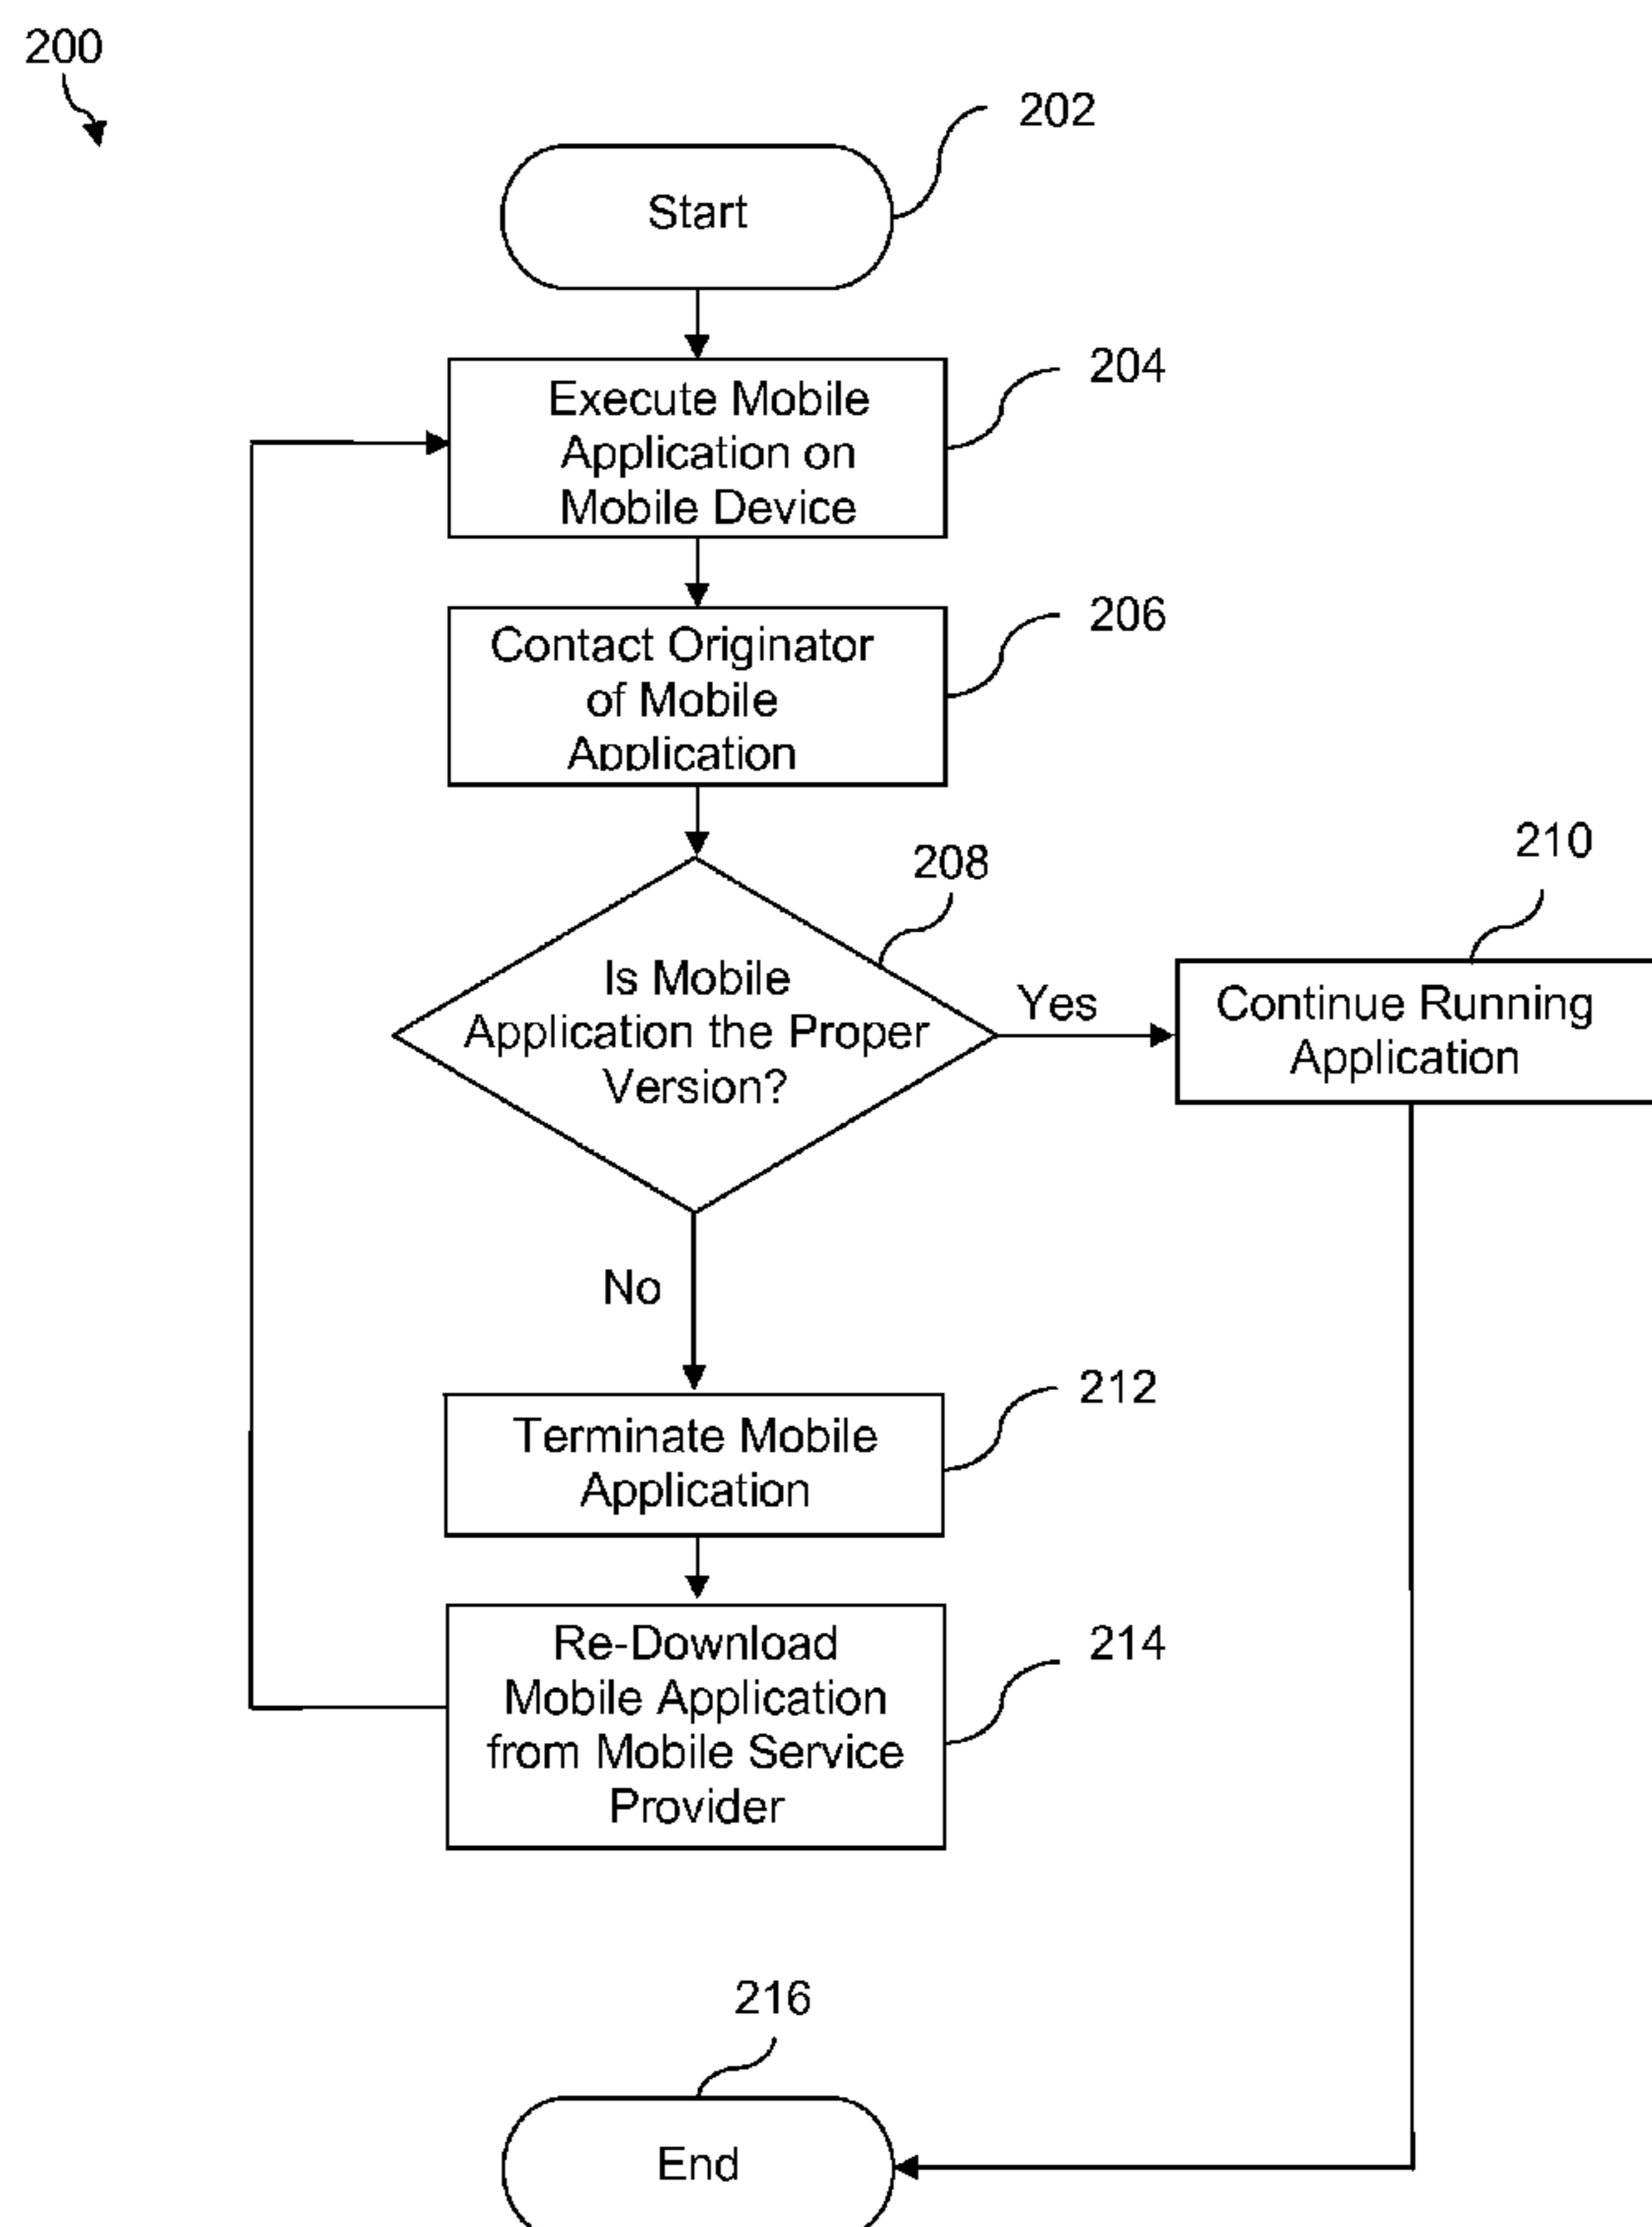 200
202
Start
204
Execute Mobile
Application on
Mobile Device
206
Contact Originator
of Mobile
Application
208
Is Mobile
Application the Proper
Version?
Yes
210
Continue Running
Application
No
212
Terminate Mobile
Application
214
Re-Download
Mobile Application
from Mobile Service
Provider
216
End